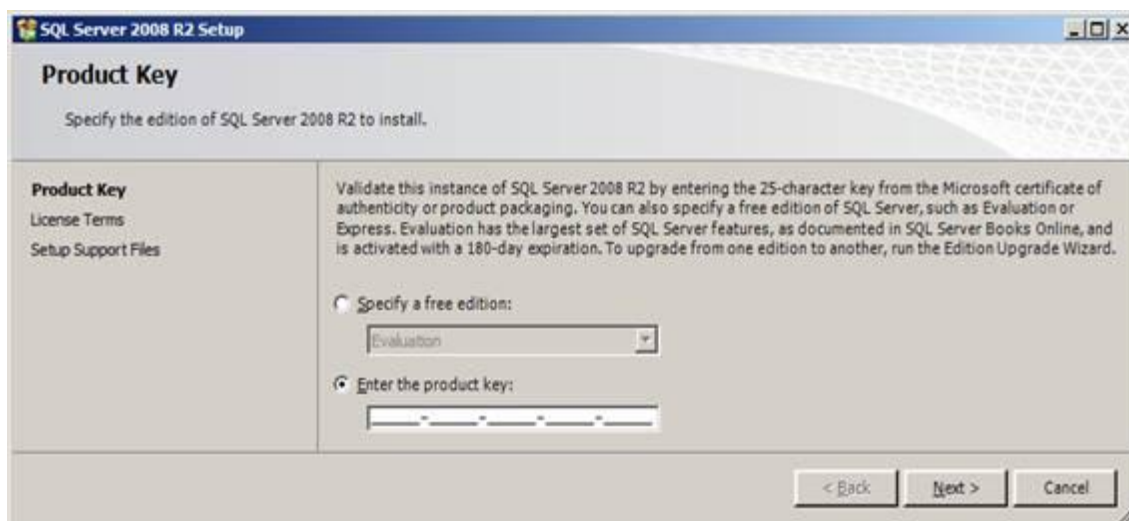 SQL Server 2008 R2 Setup
Product Key
Specify the edition of SQL Server 2008 R2 to install.
Product Key
License Terms
Setup Support Files
Validate this instance of SQL Server 2008 R2 by entering the 25-character key from the Microsoft certificate of
authenticity or product packaging. You can also specify a free edition of SQL Server, such as Evaluation or
Express. Evaluation has the largest set of SQL Server features, as documented in SQL Server Books Online, and
is activated with a 180-day expiration. To upgrade from one edition to another, run the Edition Upgrade Wizard.
Specify a free edition:
Evaluation
Enter the product key:
_____-_____-_____-_____-_____
< Back
Next >
Cancel